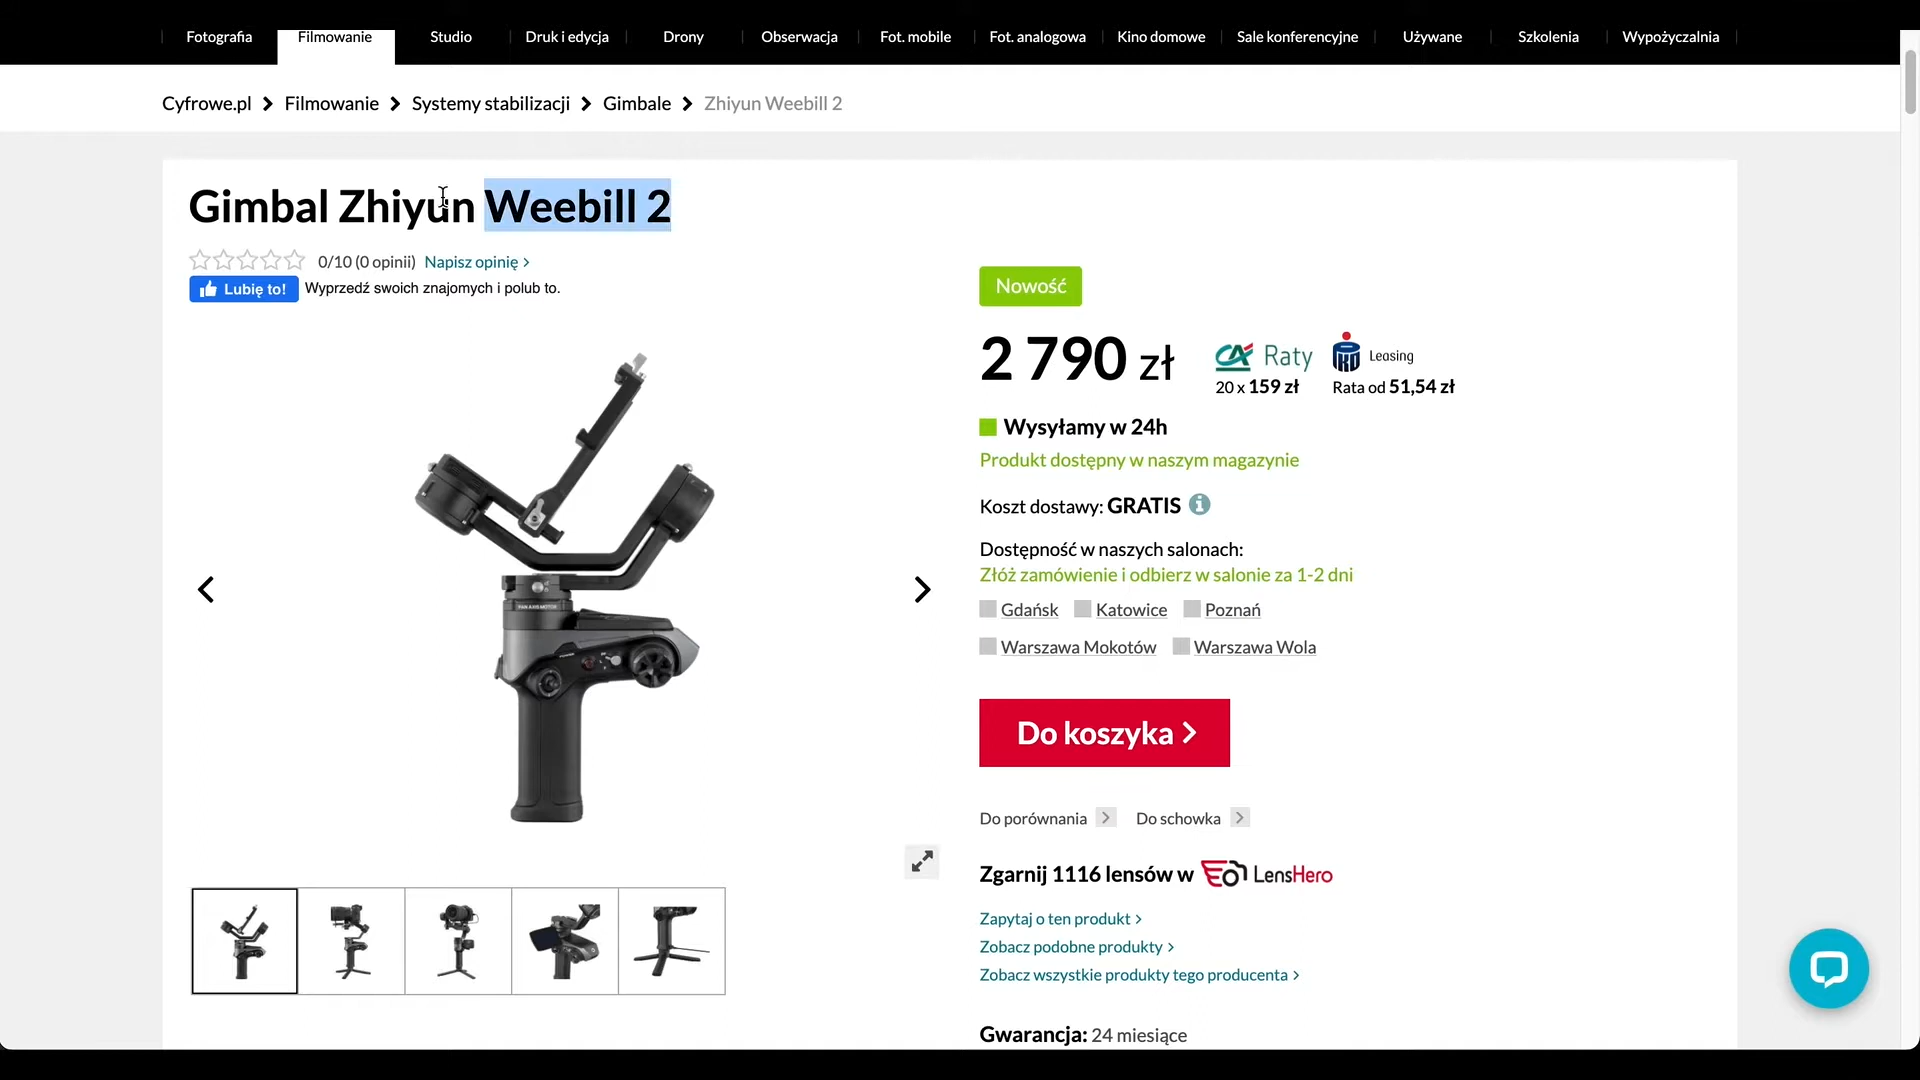 Fotografia Filmowanie Studio Druk i edycja Drony Obserwacja Fot. mobile Fot. analogowa Kino domowe Sale konferencyjne Używane Szkolenia Wypożyczalnia
Cyfrowe.pl Filmowanie Systemy stabilizacji Gimbale Zhiyun Weebill 2
Gimbal Zhiyun Weebill 2
0/10 (0 opinii) Napisz opinię >
Lubię to! Wyprzedź swoich znajomych i polub to.
Nowość
2 790 zł
CA Raty
20 x 159 zł
Leasing
Rata od 51,54 zł
Wysyłamy w 24h
Produkt dostępny w naszym magazynie
Koszt dostawy: GRATIS
Dostępność w naszych salonach:
Złóż zamówienie i odbierz w salonie za 1-2 dni
Gdańsk Katowice Poznań
Warszawa Mokotów Warszawa Wola
PAN AXIS MOTOR
Do koszyka >
Do porównania > Do schowka >
Zgarnij 1116 lensów w LensHero
Zapytaj o ten produkt >
Zobacz podobne produkty >
Zobacz wszystkie produkty tego producenta >
Gwarancja: 24 miesiące